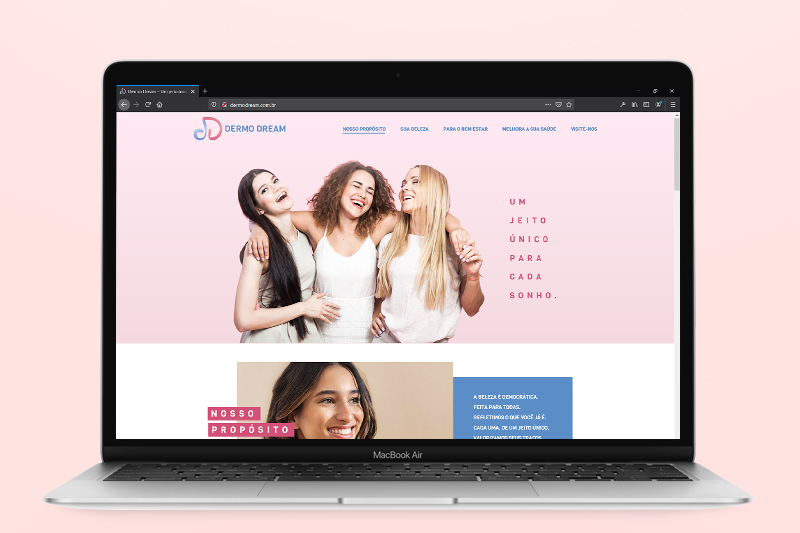 Dermo Dream – Um jeito único
dermodream.com.br
DERMO DREAM
NOSSO PROPÓSITO SUA BELEZA PARA O BEM ESTAR MELHORA A SUA SAÚDE VISITE-NOS
UM
JEITO
ÚNICO
PARA
CADA
SONHO.
NOSSO
PROPÓSITO
A BELEZA É DEMOCRÁTICA.
FEITA PARA TODAS.
REFLETIMOS O QUE VOCÊ JÁ É.
CADA UMA, DE UM JEITO ÚNICO.
VALORIZAMOS SEUS TRAÇOS
MacBook Air